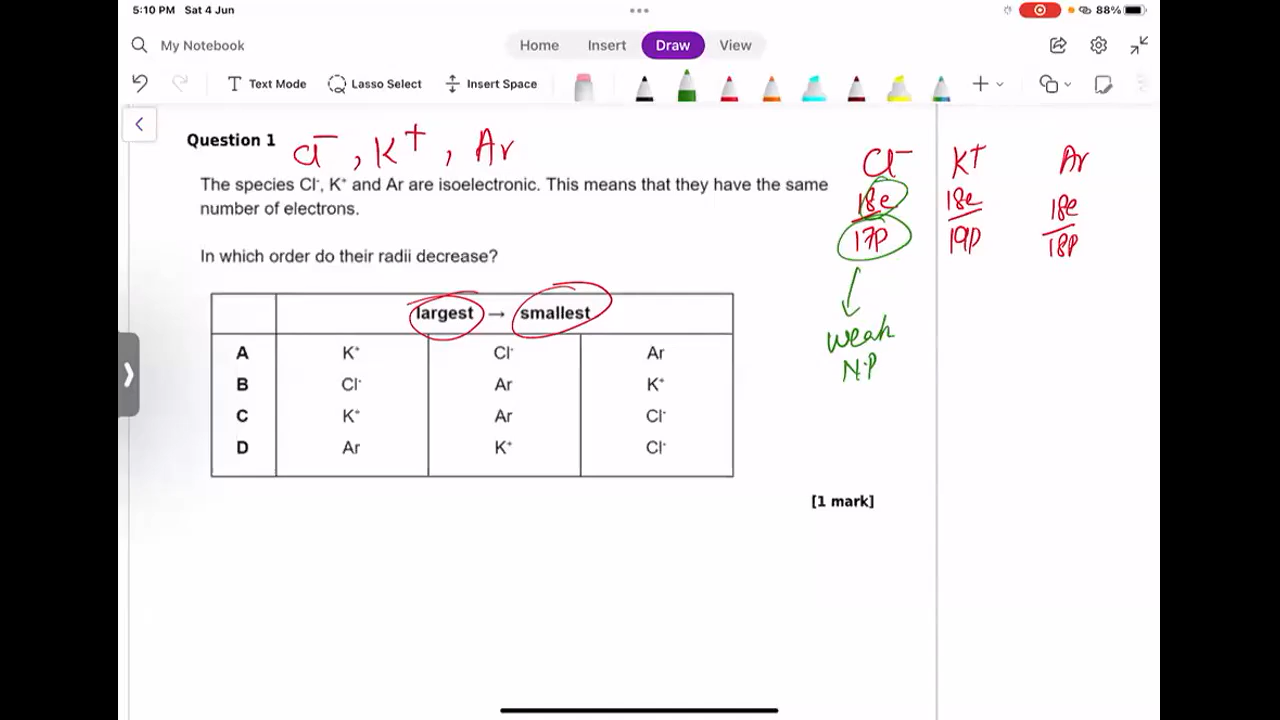 5:10 PM Sat 4 Jun
88%
My Notebook
Home Insert Draw View
Text Mode Lasso Select Insert Space
Question 1
Cl⁻, K⁺, Ar
The species Cl⁻, K⁺ and Ar are isoelectronic. This means that they have the same
number of electrons.
In which order do their radii decrease?
largest → smallest
A K⁺ Cl⁻ Ar
B Cl⁻ Ar K⁺
C K⁺ Ar Cl⁻
D Ar K⁺ Cl⁻
[1 mark]
Cl⁻ K⁺ Ar
18e 18e 18e
17p 19p 18p
weak
N.P